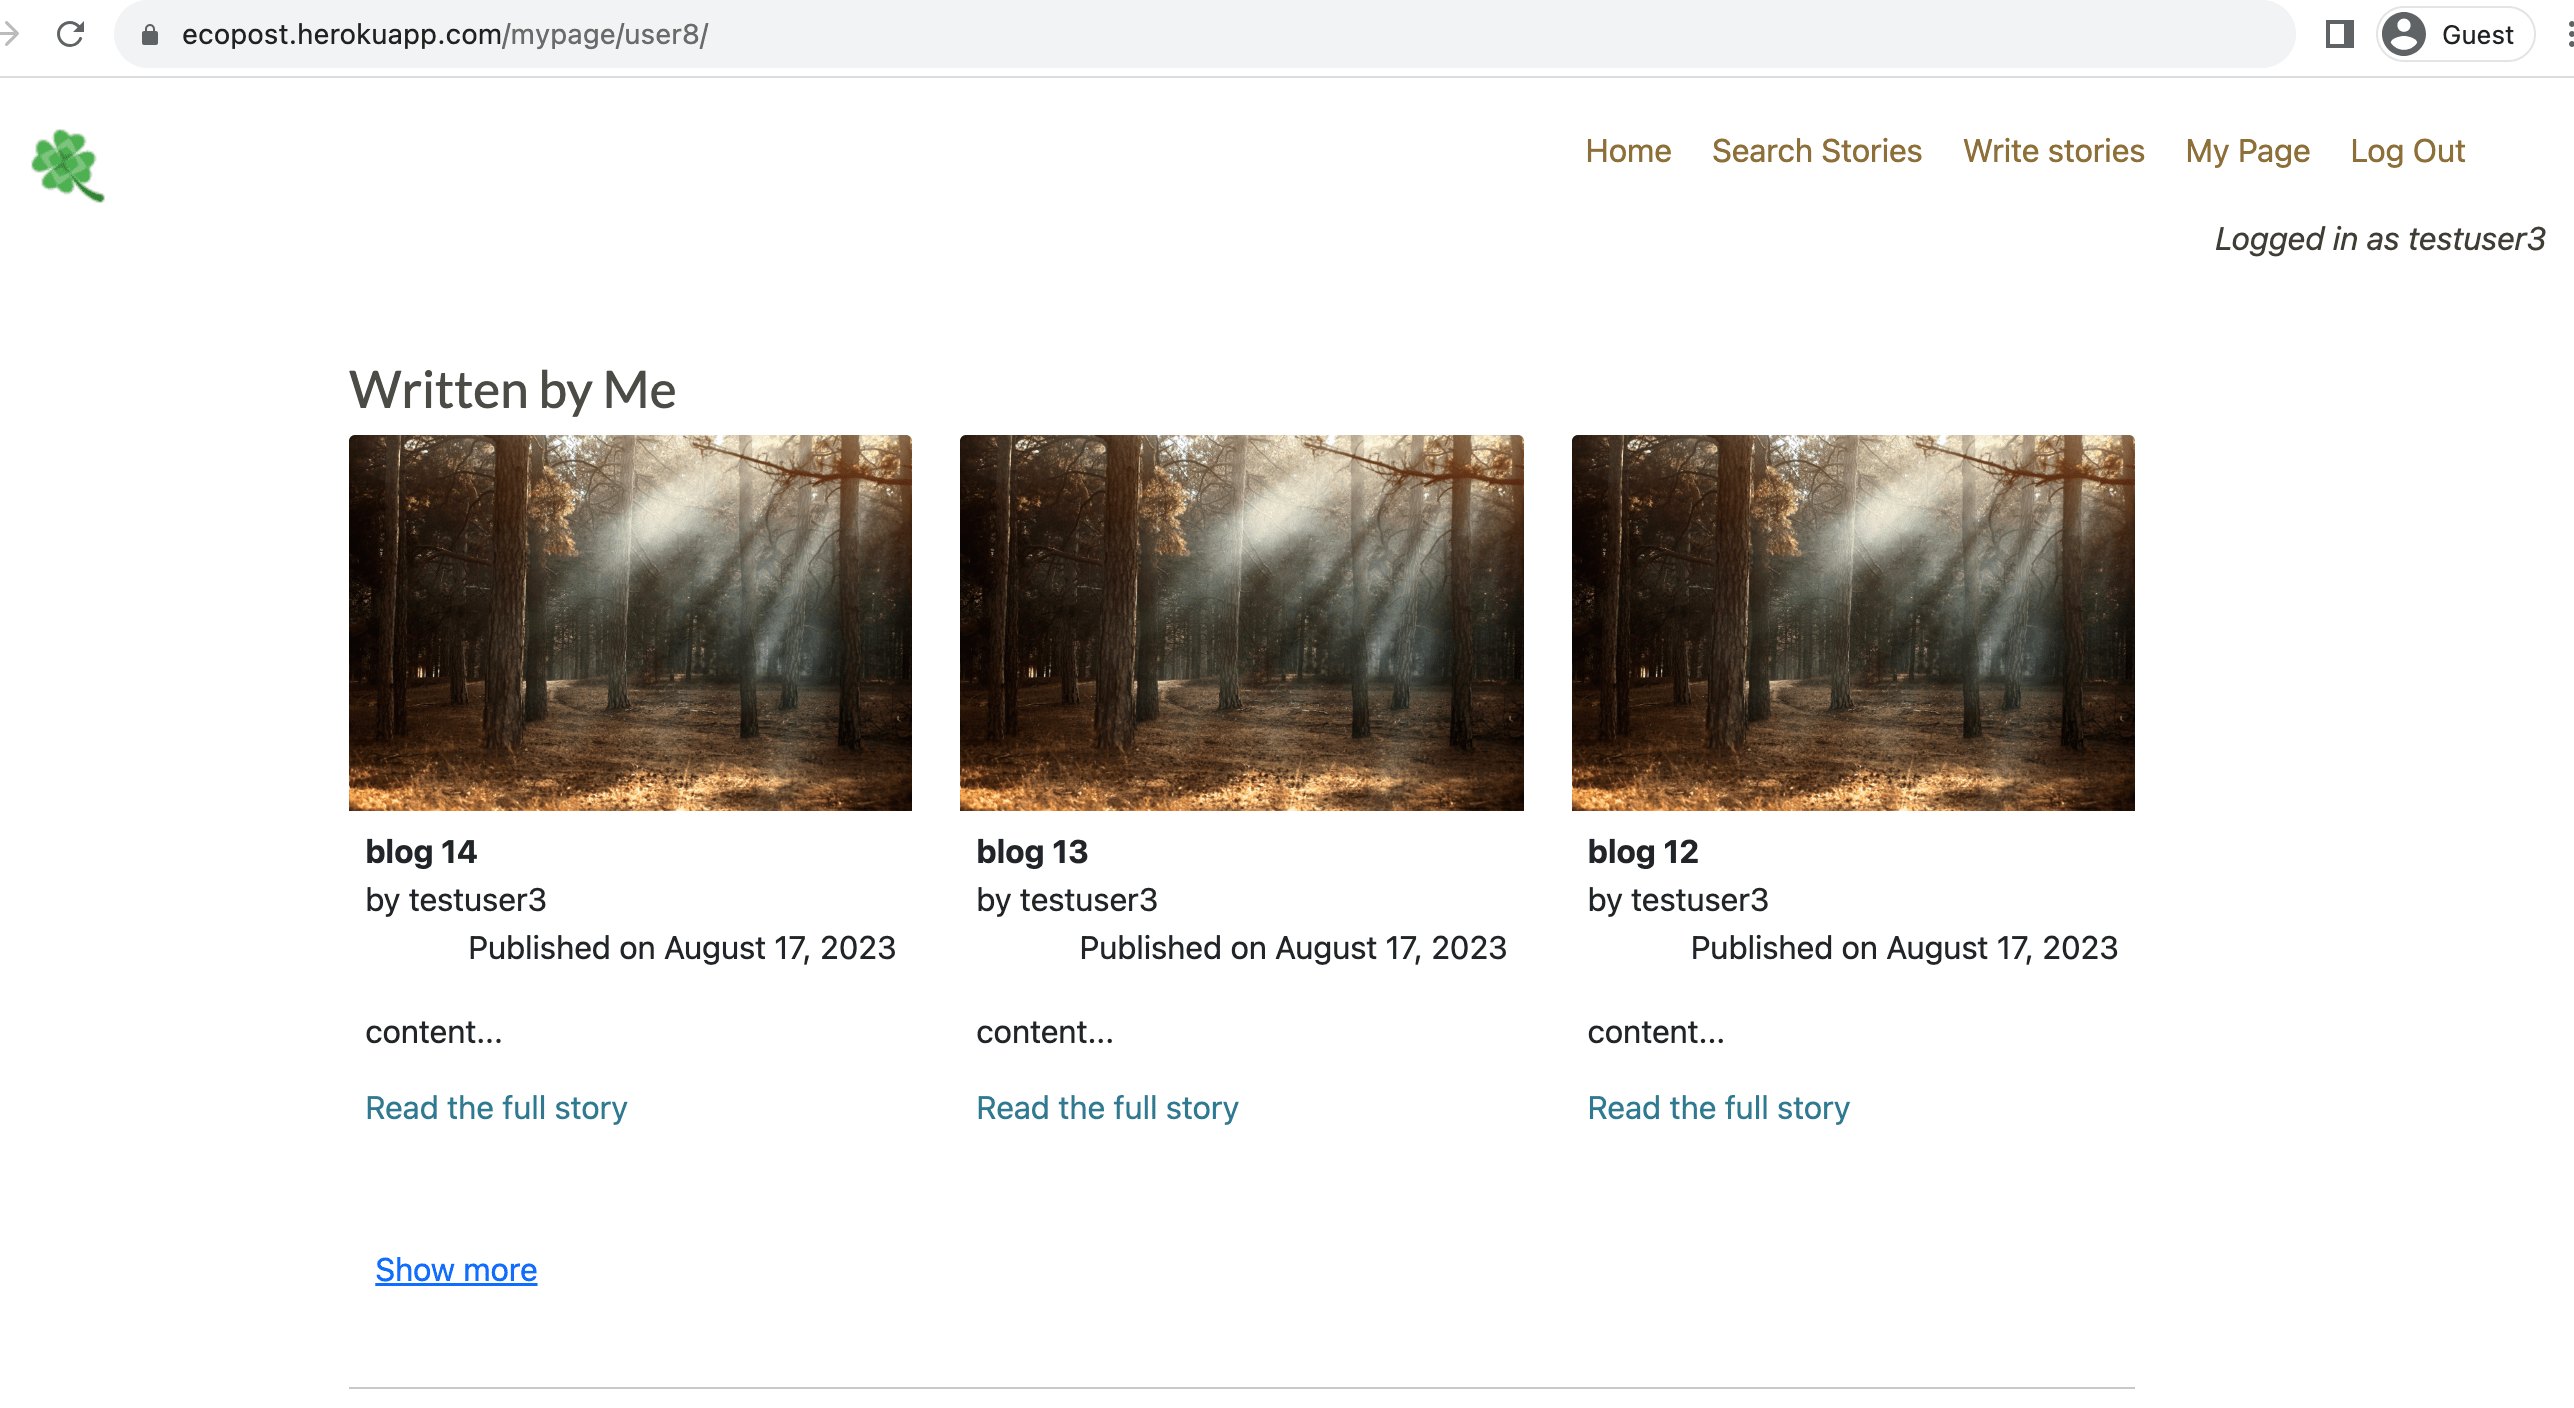 ecopost.herokuapp.com/mypage/user8/
Guest
Home Search Stories Write stories My Page Log Out
Logged in as testuser3
Written by Me
blog 14
by testuser3
Published on August 17, 2023
content...
Read the full story
blog 13
by testuser3
Published on August 17, 2023
content...
Read the full story
blog 12
by testuser3
Published on August 17, 2023
content...
Read the full story
Show more